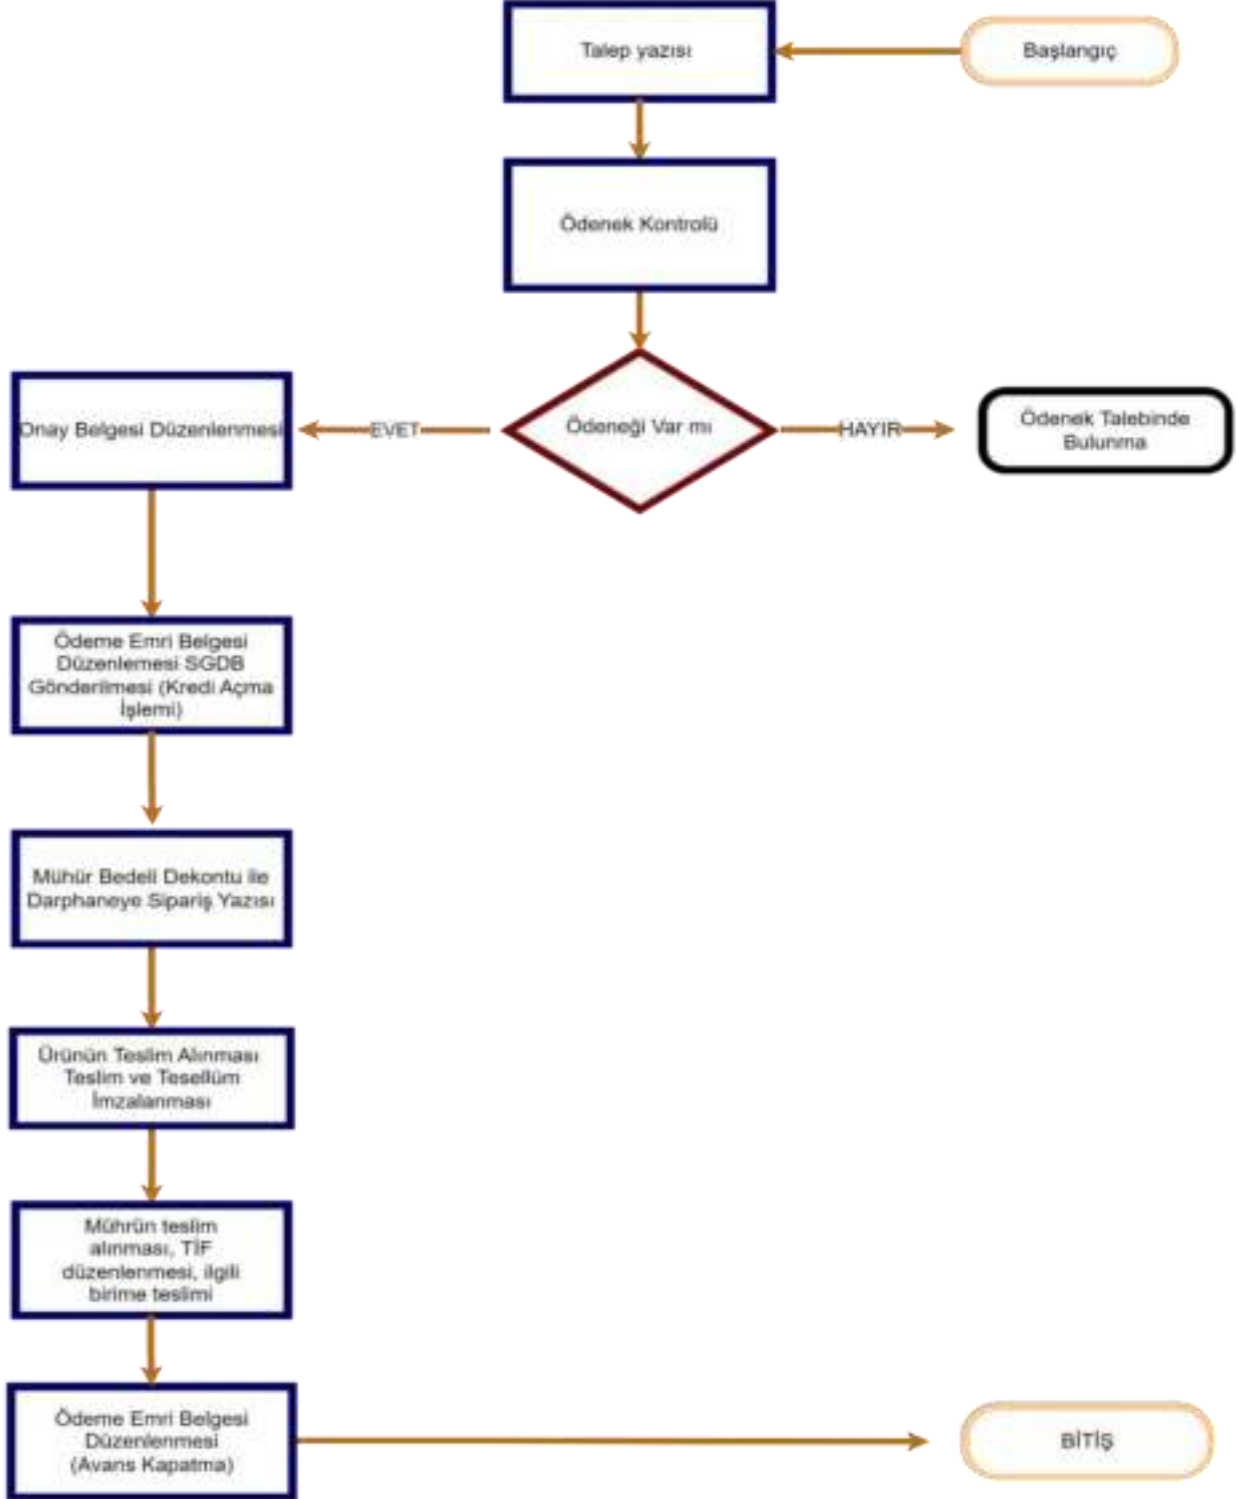 Talep yazısı
Başlangıç
Ödenek Kontrolü
Onay Belgesi Düzenlenmesi
EVET
Ödeneği Var mı
HAYIR
Ödenek Talebinde
Bulunma
Ödeme Emri Belgesi
Düzenlemesi SGDB
Gönderilmesi (Kredi Açma
İşlemi)
Mühür Bedeli Dekontu ile
Darphaneye Sipariş Yazısı
Ürünün Teslim Alınması
Teslim ve Tesellüm
İmzalanması
Mührün teslim
alınması, TİF
düzenlenmesi, ilgili
birime teslimi
Ödeme Emri Belgesi
Düzenlenmesi
(Avans Kapatma)
BİTİŞ